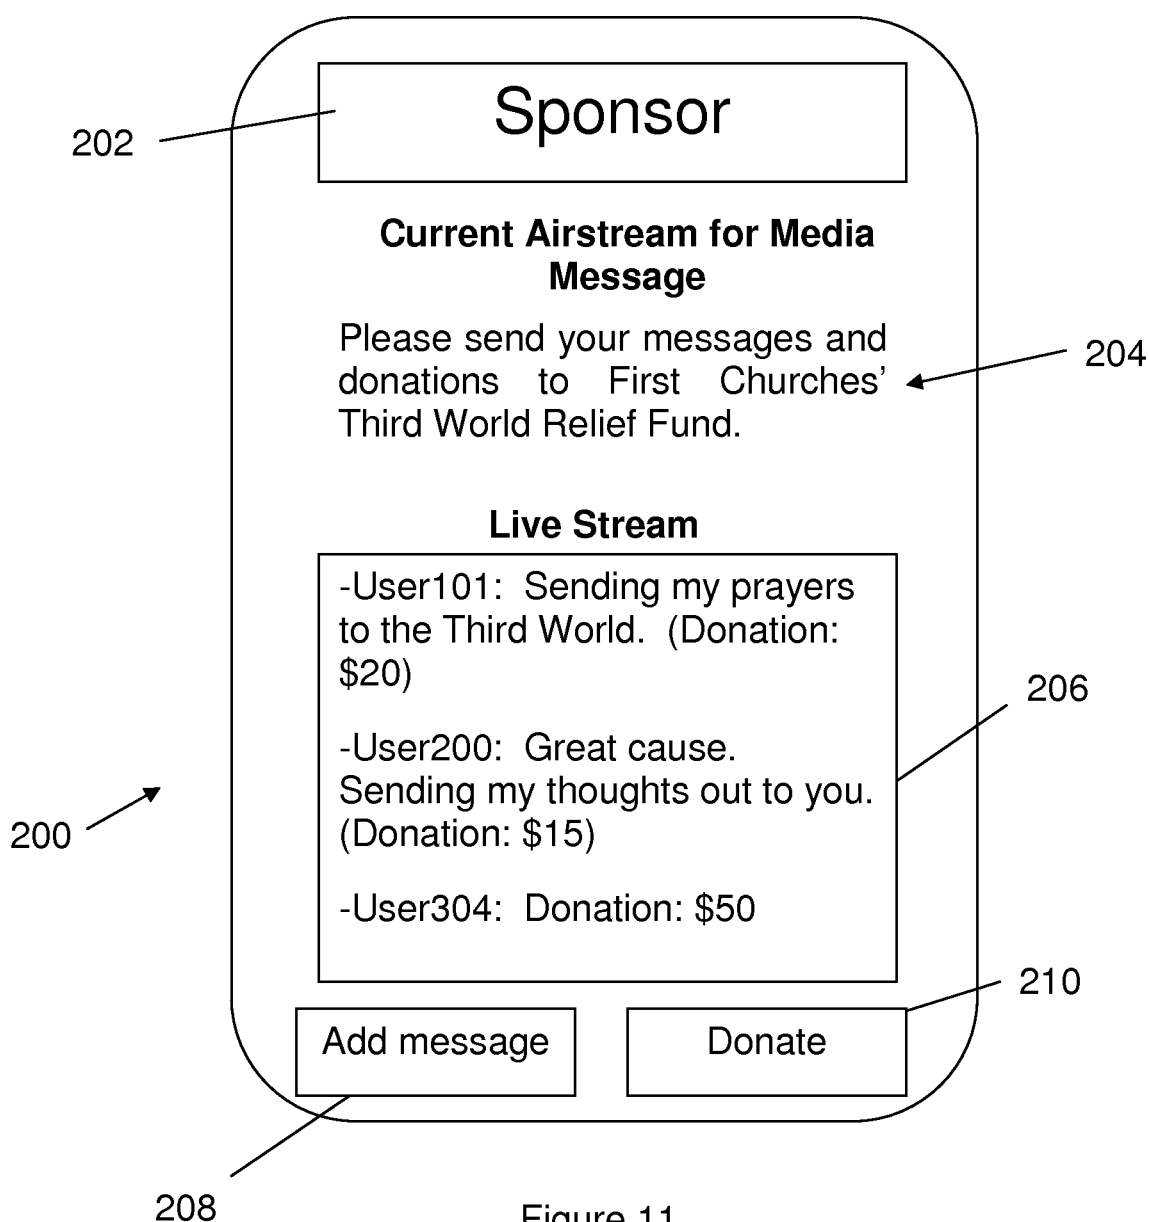 Sponsor
202
Current Airstream for Media
Message
Please send your messages and
donations to First Churches’
Third World Relief Fund.
204
Live Stream
-User101: Sending my prayers
to the Third World. (Donation:
$20)
206
-User200: Great cause.
Sending my thoughts out to you.
(Donation: $15)
200
-User304: Donation: $50
210
Add message
Donate
208
Figure 11